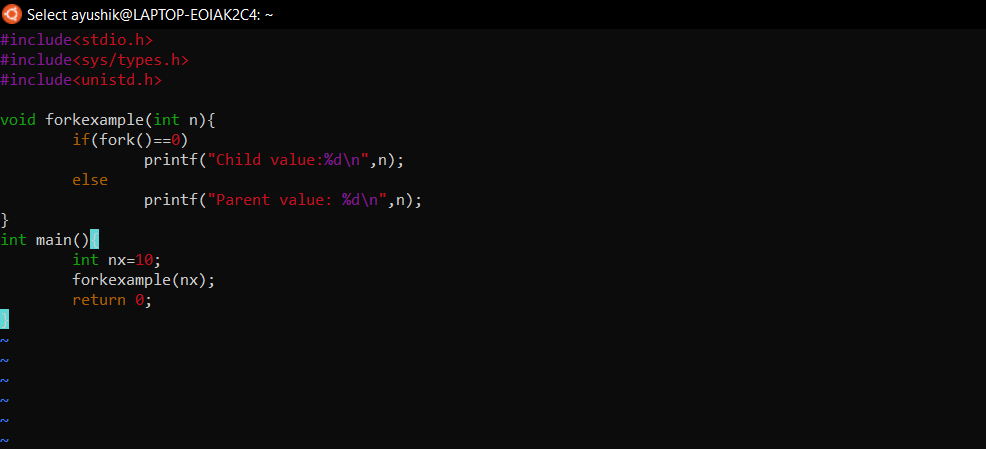 Select ayushik@LAPTOP-EOIAK2C4: ~
#include<stdio.h>
#include<sys/types.h>
#include<unistd.h>

void forkexample(int n){
        if(fork()==0)
                printf("Child value:%d\n",n);
        else
                printf("Parent value: %d\n",n);
}
int main(){
        int nx=10;
        forkexample(nx);
        return 0;
}
~
~
~
~
~
~